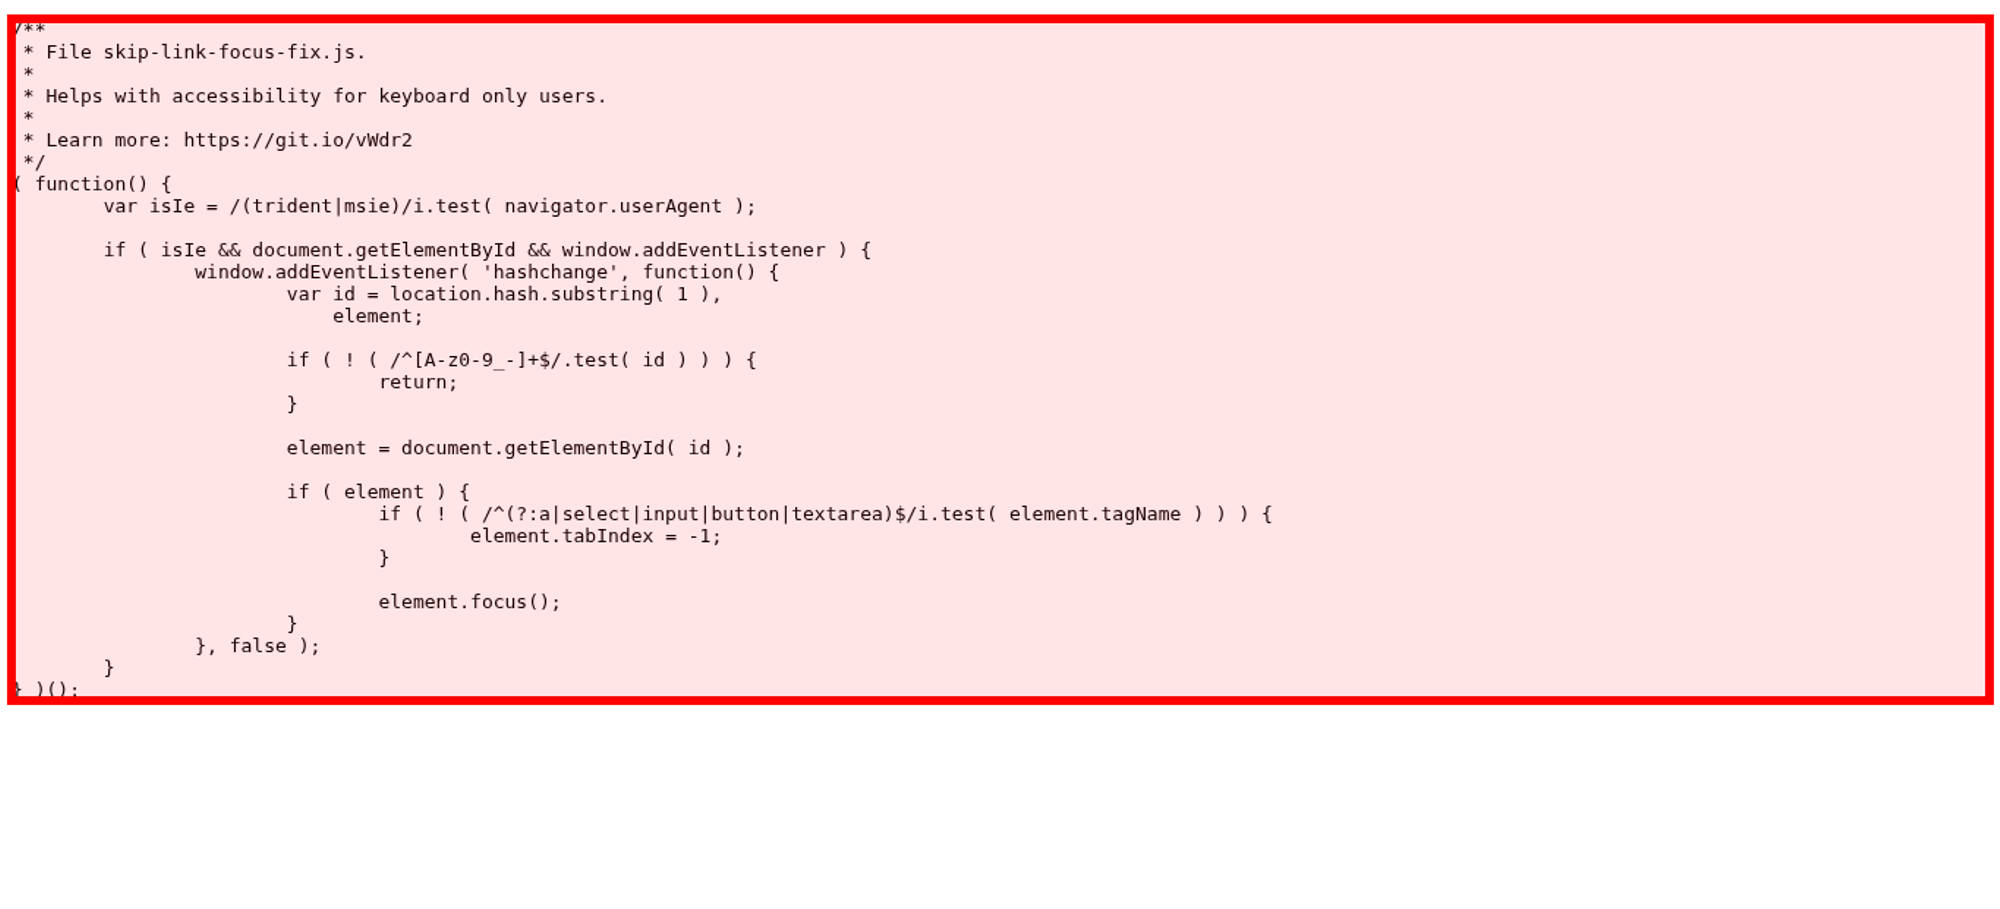 /**
 * File skip-link-focus-fix.js.
 *
 * Helps with accessibility for keyboard only users.
 *
 * Learn more: https://git.io/vWdr2
 */
( function() {
	var isIe = /(trident|msie)/i.test( navigator.userAgent );

	if ( isIe && document.getElementById && window.addEventListener ) {
		window.addEventListener( 'hashchange', function() {
			var id = location.hash.substring( 1 ),
			    element;

			if ( ! ( /^[A-z0-9_-]+$/.test( id ) ) ) {
				return;
			}

			element = document.getElementById( id );

			if ( element ) {
				if ( ! ( /^(?:a|select|input|button|textarea)$/i.test( element.tagName ) ) ) {
					element.tabIndex = -1;
				}

				element.focus();
			}
		}, false );
	}
} )();